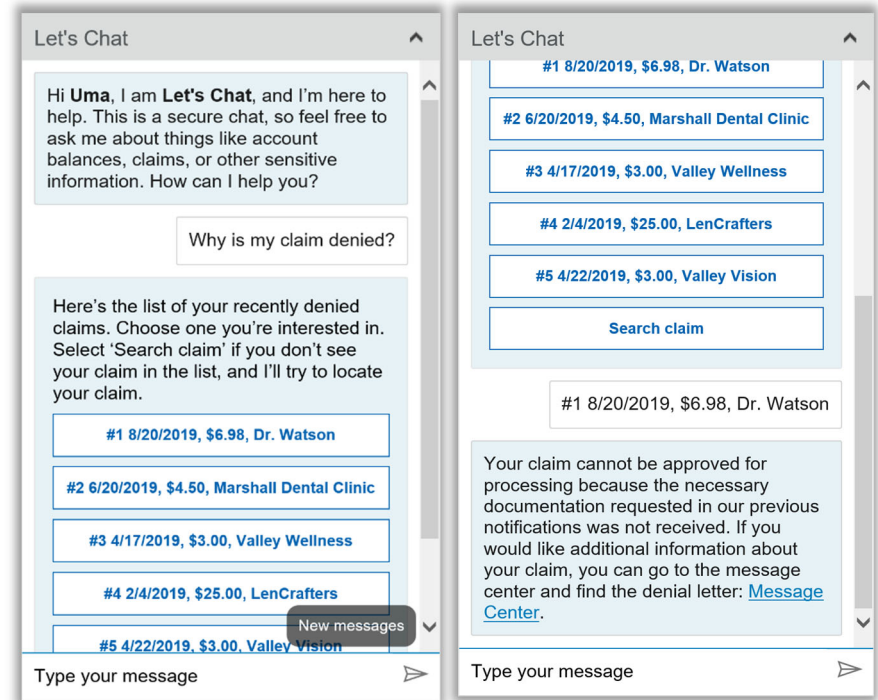 Let's Chat
Hi Uma, I am Let's Chat, and I'm here to
help. This is a secure chat, so feel free to
ask me about things like account
balances, claims, or other sensitive
information. How can I help you?
Why is my claim denied?
Here's the list of your recently denied
claims. Choose one you're interested in.
Select 'Search claim' if you don't see
your claim in the list, and I'll try to locate
your claim.
#1 8/20/2019, $6.98, Dr. Watson
#2 6/20/2019, $4.50, Marshall Dental Clinic
#3 4/17/2019, $3.00, Valley Wellness
#4 2/4/2019, $25.00, LenCrafters
New messages
#5 4/22/2019, $3.00, Valley Vision
Type your message
Let's Chat
#1 8/20/2019, $6.98, Dr. Watson
#2 6/20/2019, $4.50, Marshall Dental Clinic
#3 4/17/2019, $3.00, Valley Wellness
#4 2/4/2019, $25.00, LenCrafters
#5 4/22/2019, $3.00, Valley Vision
Search claim
#1 8/20/2019, $6.98, Dr. Watson
Your claim cannot be approved for
processing because the necessary
documentation requested in our previous
notifications was not received. If you
would like additional information about
your claim, you can go to the message
center and find the denial letter: Message
Center.
Type your message